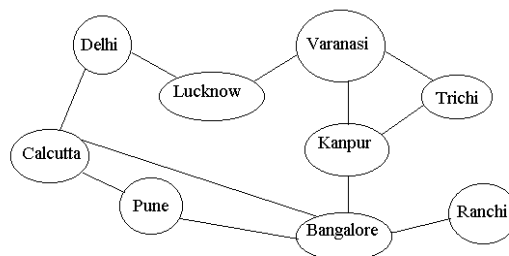 Delhi
Varanasi
Lucknow
Trichi
Calcutta
Kanpur
Pune
Ranchi
Bangalore